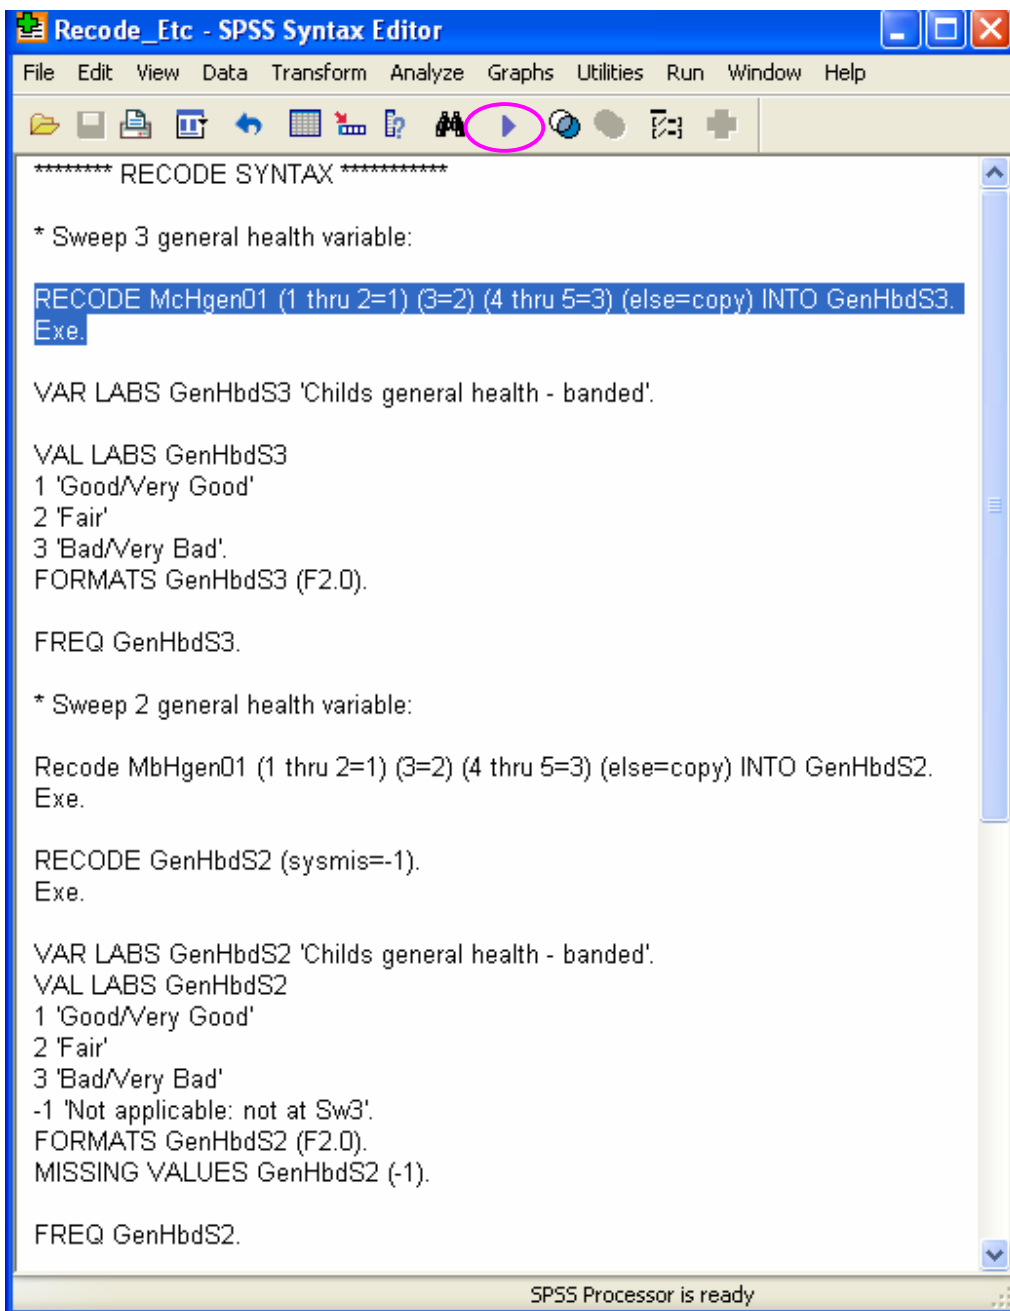 Recode_Etc - SPSS Syntax Editor
File Edit View Data Transform Analyze Graphs Utilities Run Window Help
******** RECODE SYNTAX ***********
* Sweep 3 general health variable:
RECODE McHgen01 (1 thru 2=1) (3=2) (4 thru 5=3) (else=copy) INTO GenHbdS3.
Exe.
VAR LABS GenHbdS3 'Childs general health - banded'.
VAL LABS GenHbdS3
1 'Good/Very Good'
2 'Fair'
3 'Bad/Very Bad'.
FORMATS GenHbdS3 (F2.0).
FREQ GenHbdS3.
* Sweep 2 general health variable:
Recode MbHgen01 (1 thru 2=1) (3=2) (4 thru 5=3) (else=copy) INTO GenHbdS2.
Exe.
RECODE GenHbdS2 (sysmis=-1).
Exe.
VAR LABS GenHbdS2 'Childs general health - banded'.
VAL LABS GenHbdS2
1 'Good/Very Good'
2 'Fair'
3 'Bad/Very Bad'
-1 'Not applicable: not at Sw3'.
FORMATS GenHbdS2 (F2.0).
MISSING VALUES GenHbdS2 (-1).
FREQ GenHbdS2.
SPSS Processor is ready